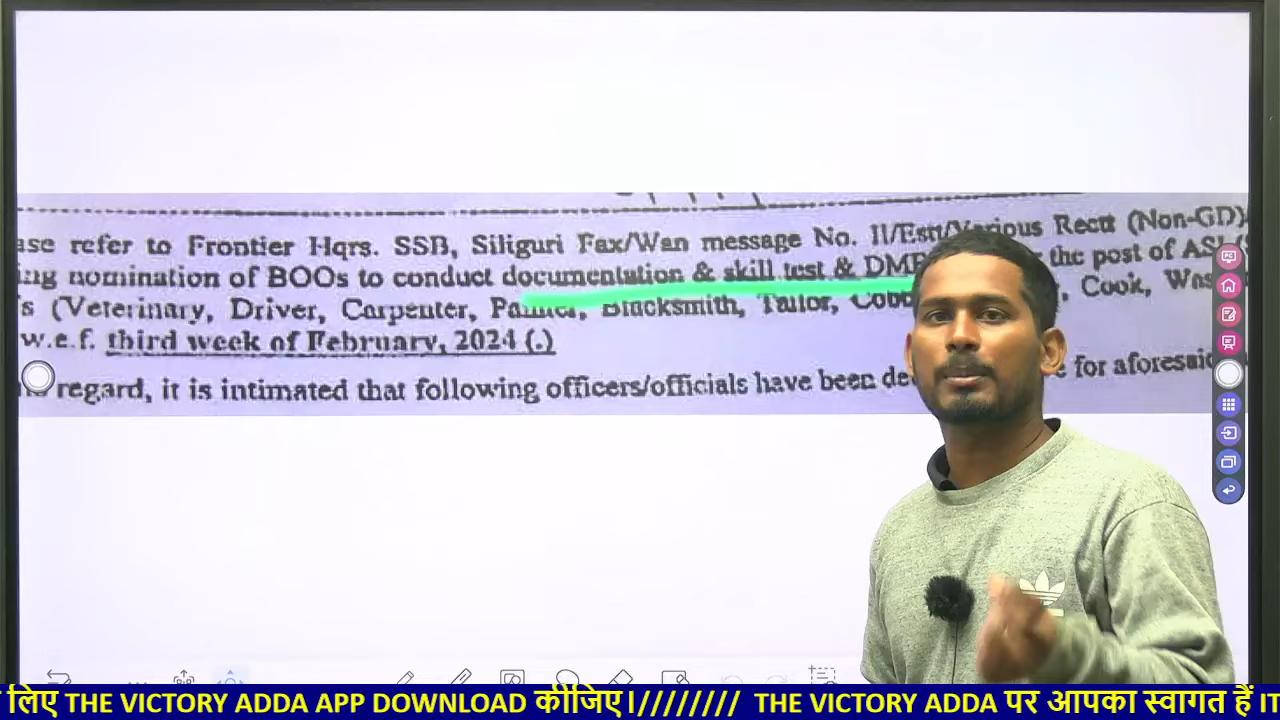 ase refer to Frontier Hqrs. SSB, Siliguri Fax/Wan message No. II/Estt/Various Rectt (Non-GD)
ing nomination of BOOs to conduct documentation & skill test & DME the post of ASI
s (Veterinary, Driver, Carpenter, Painter, Blacksmith, Tailor, Cobb , Cook, Was
w.e.f. third week of February, 2024 (.)
regard, it is intimated that following officers/officials have been de for aforesaid
लिए THE VICTORY ADDA APP DOWNLOAD कीजिए।//////// THE VICTORY ADDA पर आपका स्वागत हैं IT